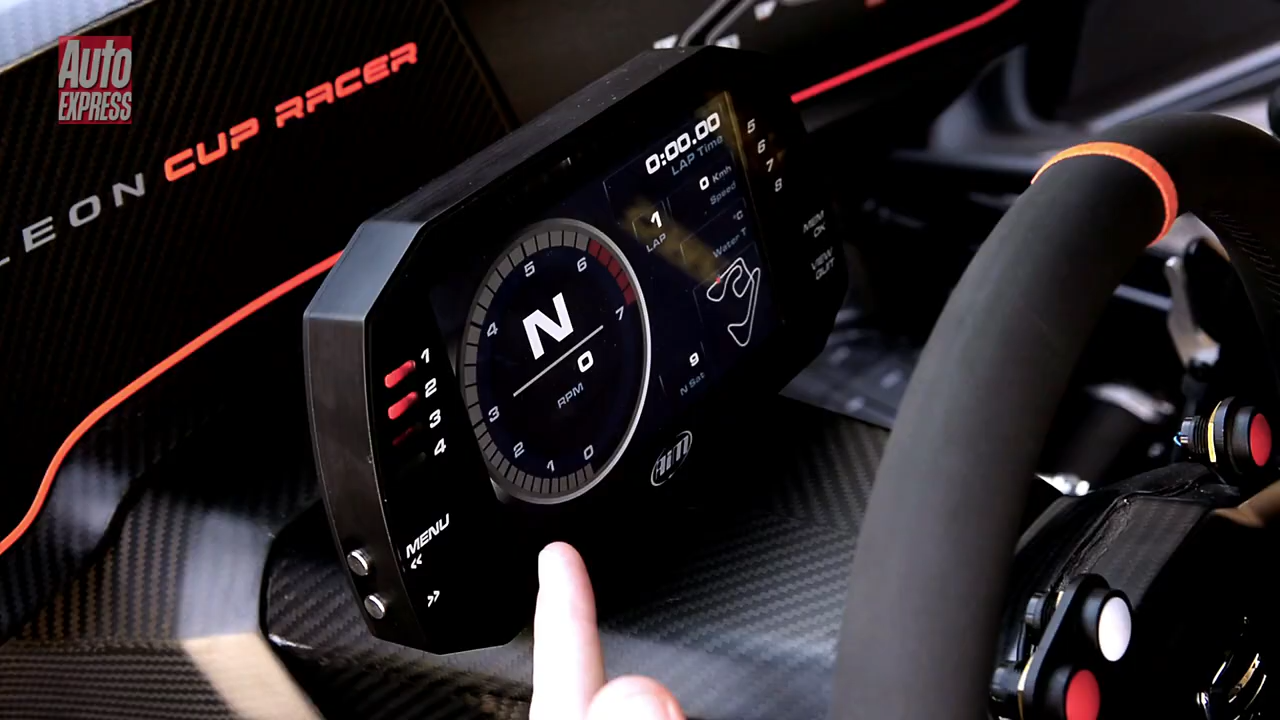 Auto
EXPRESS
LEON CUP RACER
0:00.00
LAP Time
0 Kmh
Speed
1
LAP
°C
Water T
9
N Sat
5
6
7
8
MEM
OK
VIEW
QUIT
N
0
RPM
0
1
2
3
4
5
6
7
1
2
3
4
MENU
<<
>>
AiM